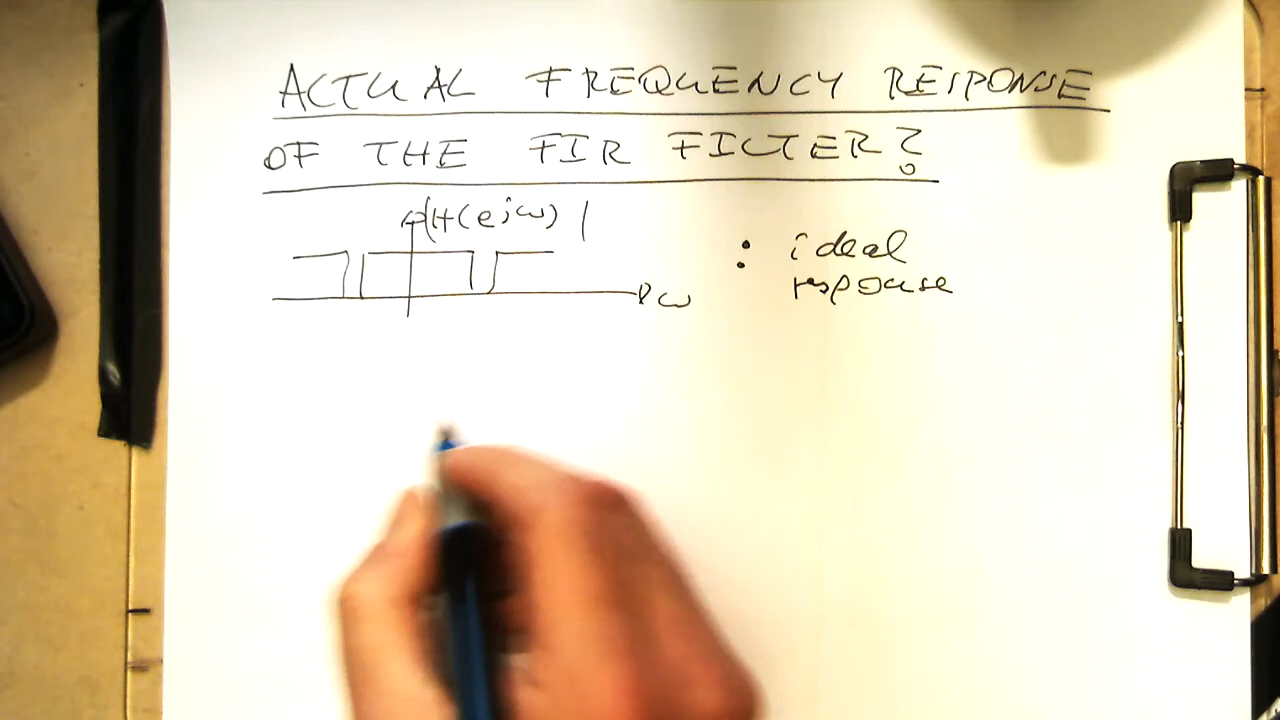 ACTUAL FREQUENCY RESPONSE
OF THE FIR FILTER?
|H(e^jω)|
: ideal
response
ω